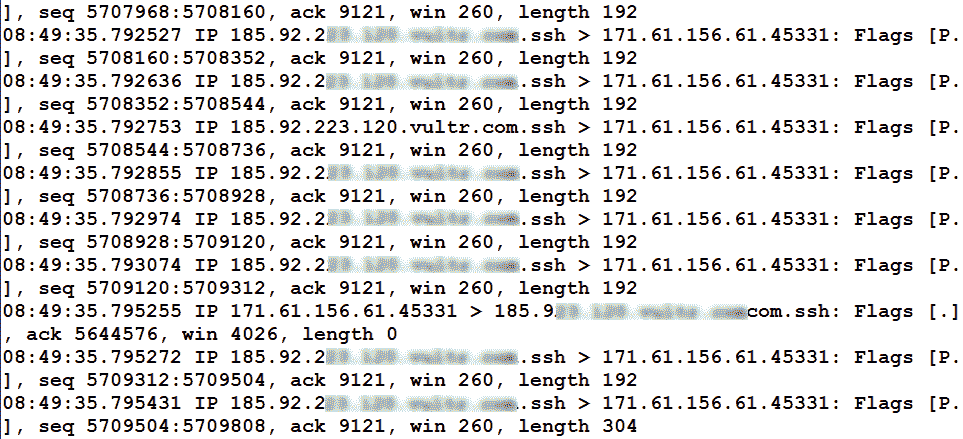 ], seq 5707968:5708160, ack 9121, win 260, length 192
08:49:35.792527 IP 185.92.2 .ssh > 171.61.156.61.45331: Flags [P.
], seq 5708160:5708352, ack 9121, win 260, length 192
08:49:35.792636 IP 185.92.2 .ssh > 171.61.156.61.45331: Flags [P.
], seq 5708352:5708544, ack 9121, win 260, length 192
08:49:35.792753 IP 185.92.223.120.vultr.com.ssh > 171.61.156.61.45331: Flags [P.
], seq 5708544:5708736, ack 9121, win 260, length 192
08:49:35.792855 IP 185.92.2 .ssh > 171.61.156.61.45331: Flags [P.
], seq 5708736:5708928, ack 9121, win 260, length 192
08:49:35.792974 IP 185.92.2 .ssh > 171.61.156.61.45331: Flags [P.
], seq 5708928:5709120, ack 9121, win 260, length 192
08:49:35.793074 IP 185.92.2 .ssh > 171.61.156.61.45331: Flags [P.
], seq 5709120:5709312, ack 9121, win 260, length 192
08:49:35.795255 IP 171.61.156.61.45331 > 185.9 com.ssh: Flags [.]
, ack 5644576, win 4026, length 0
08:49:35.795272 IP 185.92.2 .ssh > 171.61.156.61.45331: Flags [P.
], seq 5709312:5709504, ack 9121, win 260, length 192
08:49:35.795431 IP 185.92.2 .ssh > 171.61.156.61.45331: Flags [P.
], seq 5709504:5709808, ack 9121, win 260, length 304